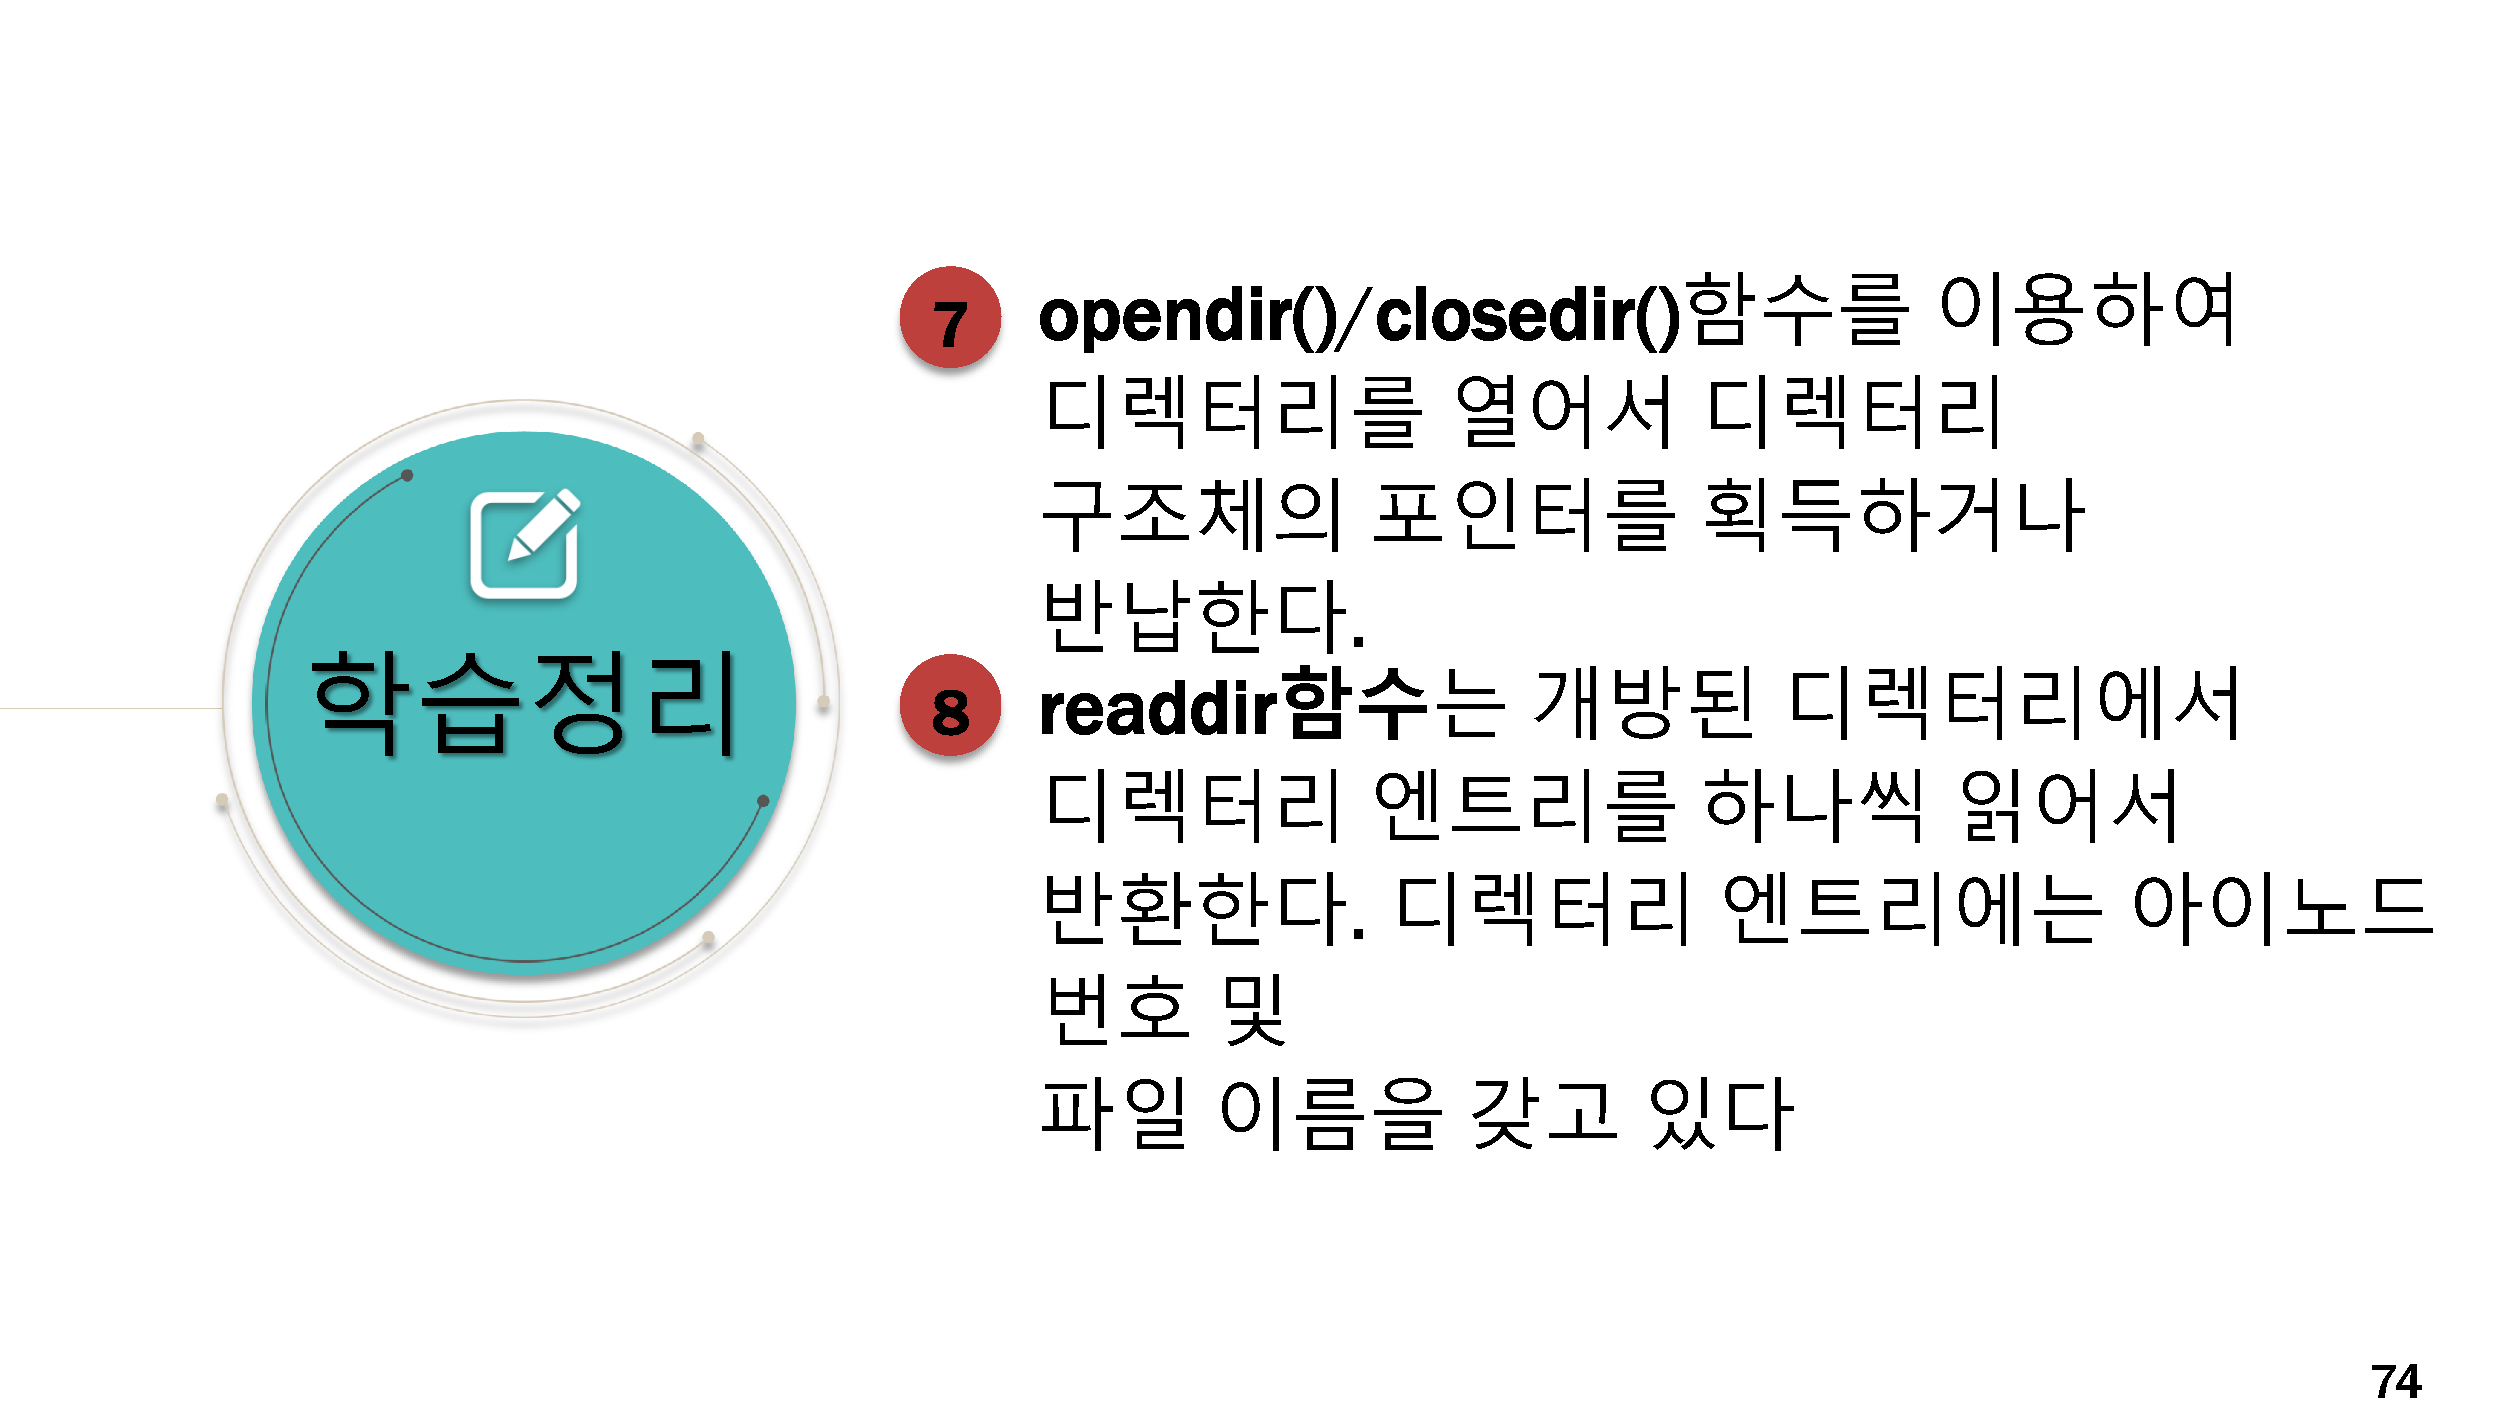 학습정리
7 opendir()/closedir()함수를 이용하여
디렉터리를 열어서 디렉터리
구조체의 포인터를 획득하거나
반납한다.
8 readdir함수는 개방된 디렉터리에서
디렉터리 엔트리를 하나씩 읽어서
반환한다. 디렉터리 엔트리에는 아이노드
번호 및
파일 이름을 갖고 있다
74